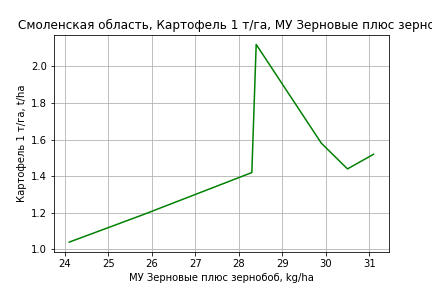 Смоленская область, Картофель 1 т/га, МУ Зерновые плюс зерно
2.0
1.8
1.6
1.4
1.2
1.0
Картофель 1 т/га, t/ha
24 25 26 27 28 29 30 31
МУ Зерновые плюс зернобоб, kg/ha